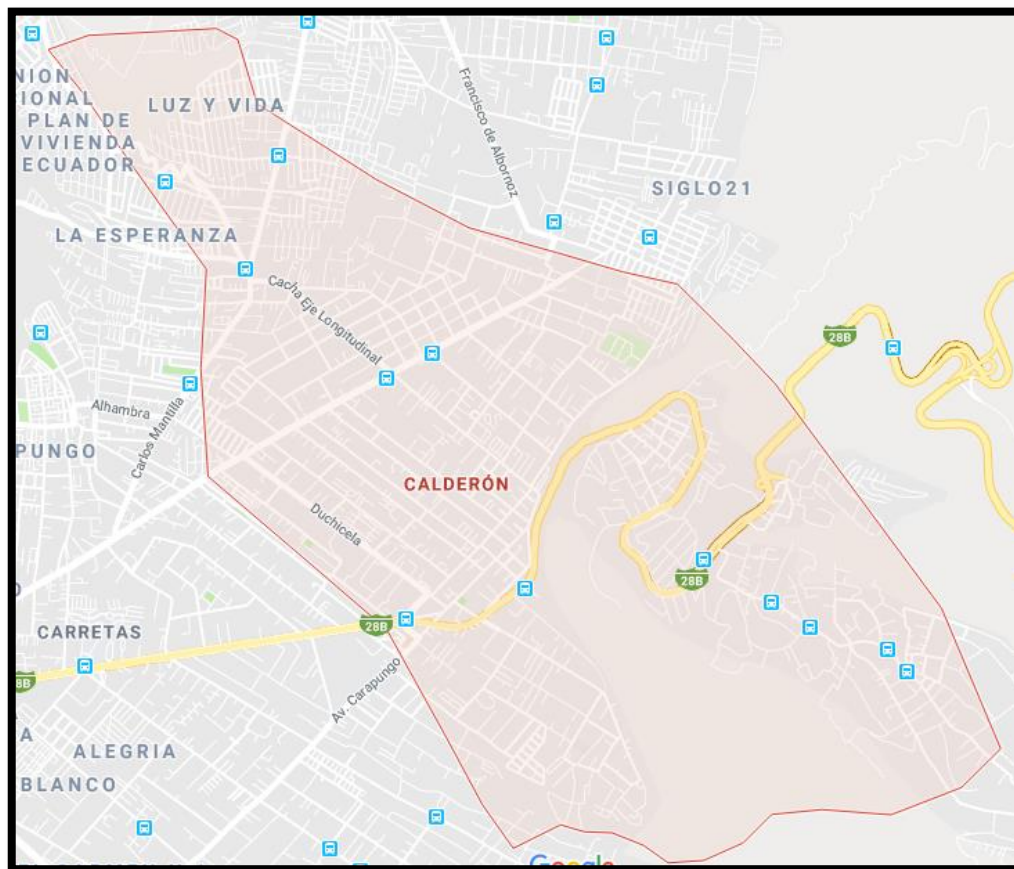 NION
IONAL
PLAN DE
VIVIENDA
ECUADOR
LUZ Y VIDA
Francisco de Albornoz
SIGLO21
LA ESPERANZA
Cacha Eje Longitudinal
28B
Alhambra
Carlos Mantilla
PUNGO
CALDERÓN
Duchicela
28B
O
CARRETAS
28B
8B
Av. Carapungo
A
ALEGRIA
BLANCO
Google